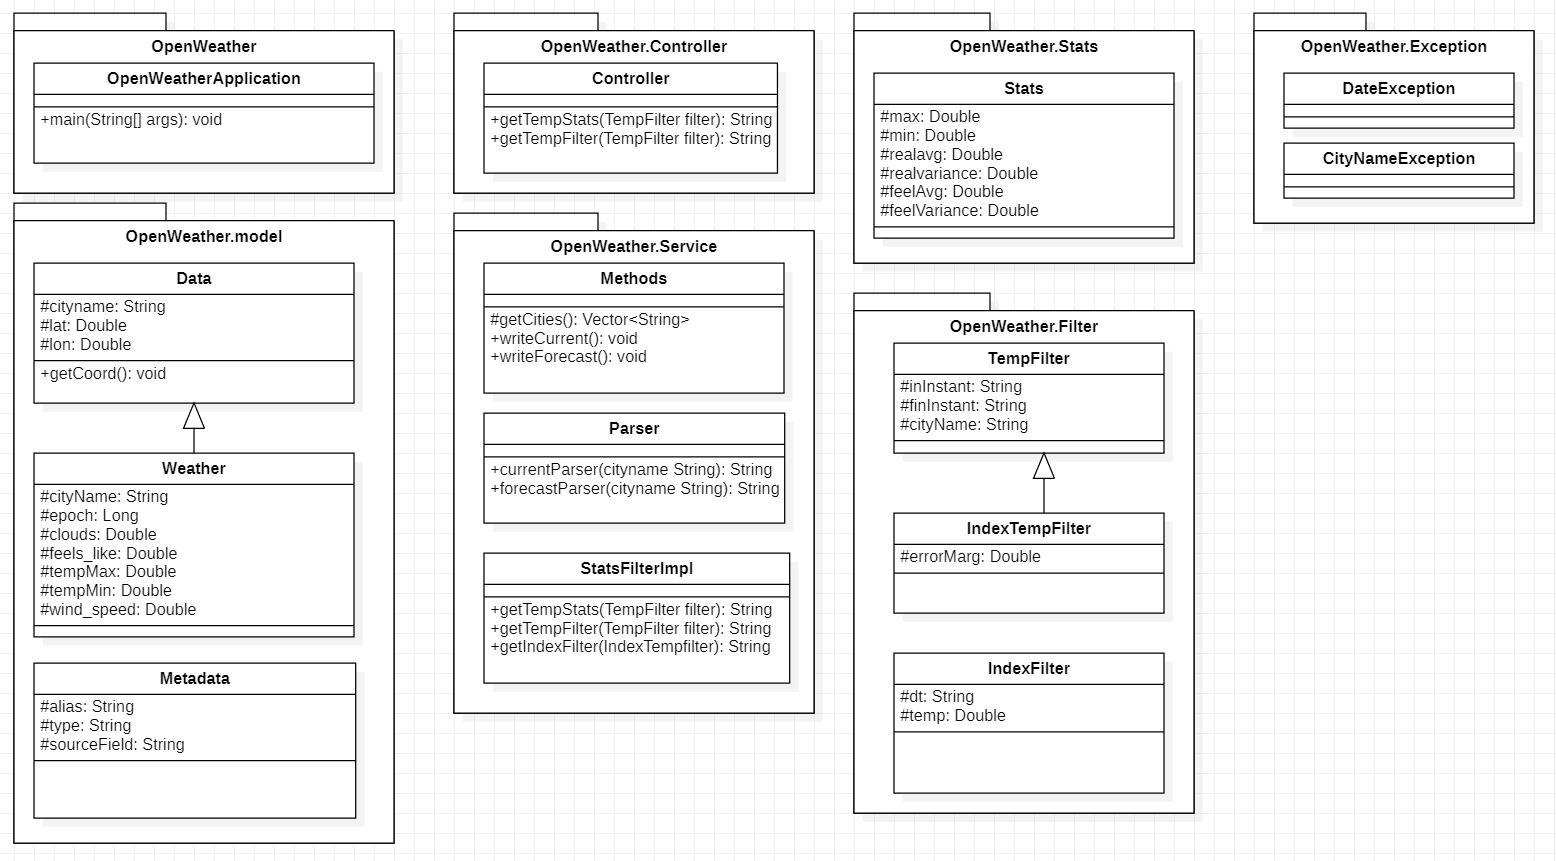 OpenWeather
OpenWeatherApplication
+main(String[] args): void
OpenWeather.model
Data
#cityname: String
#lat: Double
#lon: Double
+getCoord(): void
Weather
#cityName: String
#epoch: Long
#clouds: Double
#feels_like: Double
#tempMax: Double
#tempMin: Double
#wind_speed: Double
Metadata
#alias: String
#type: String
#sourceField: String
OpenWeather.Controller
Controller
+getTempStats(TempFilter filter): String
+getTempFilter(TempFilter filter): String
OpenWeather.Service
Methods
#getCities(): Vector<String>
+writeCurrent(): void
+writeForecast(): void
Parser
+currentParser(cityname String): String
+forecastParser(cityname String): String
StatsFilterImpl
+getTempStats(TempFilter filter): String
+getTempFilter(TempFilter filter): String
+getIndexFilter(IndexTempfilter): String
OpenWeather.Stats
Stats
#max: Double
#min: Double
#realavg: Double
#realvariance: Double
#feelAvg: Double
#feelVariance: Double
OpenWeather.Filter
TempFilter
#inInstant: String
#finInstant: String
#cityName: String
IndexTempFilter
#errorMarg: Double
IndexFilter
#dt: String
#temp: Double
OpenWeather.Exception
DateException
CityNameException